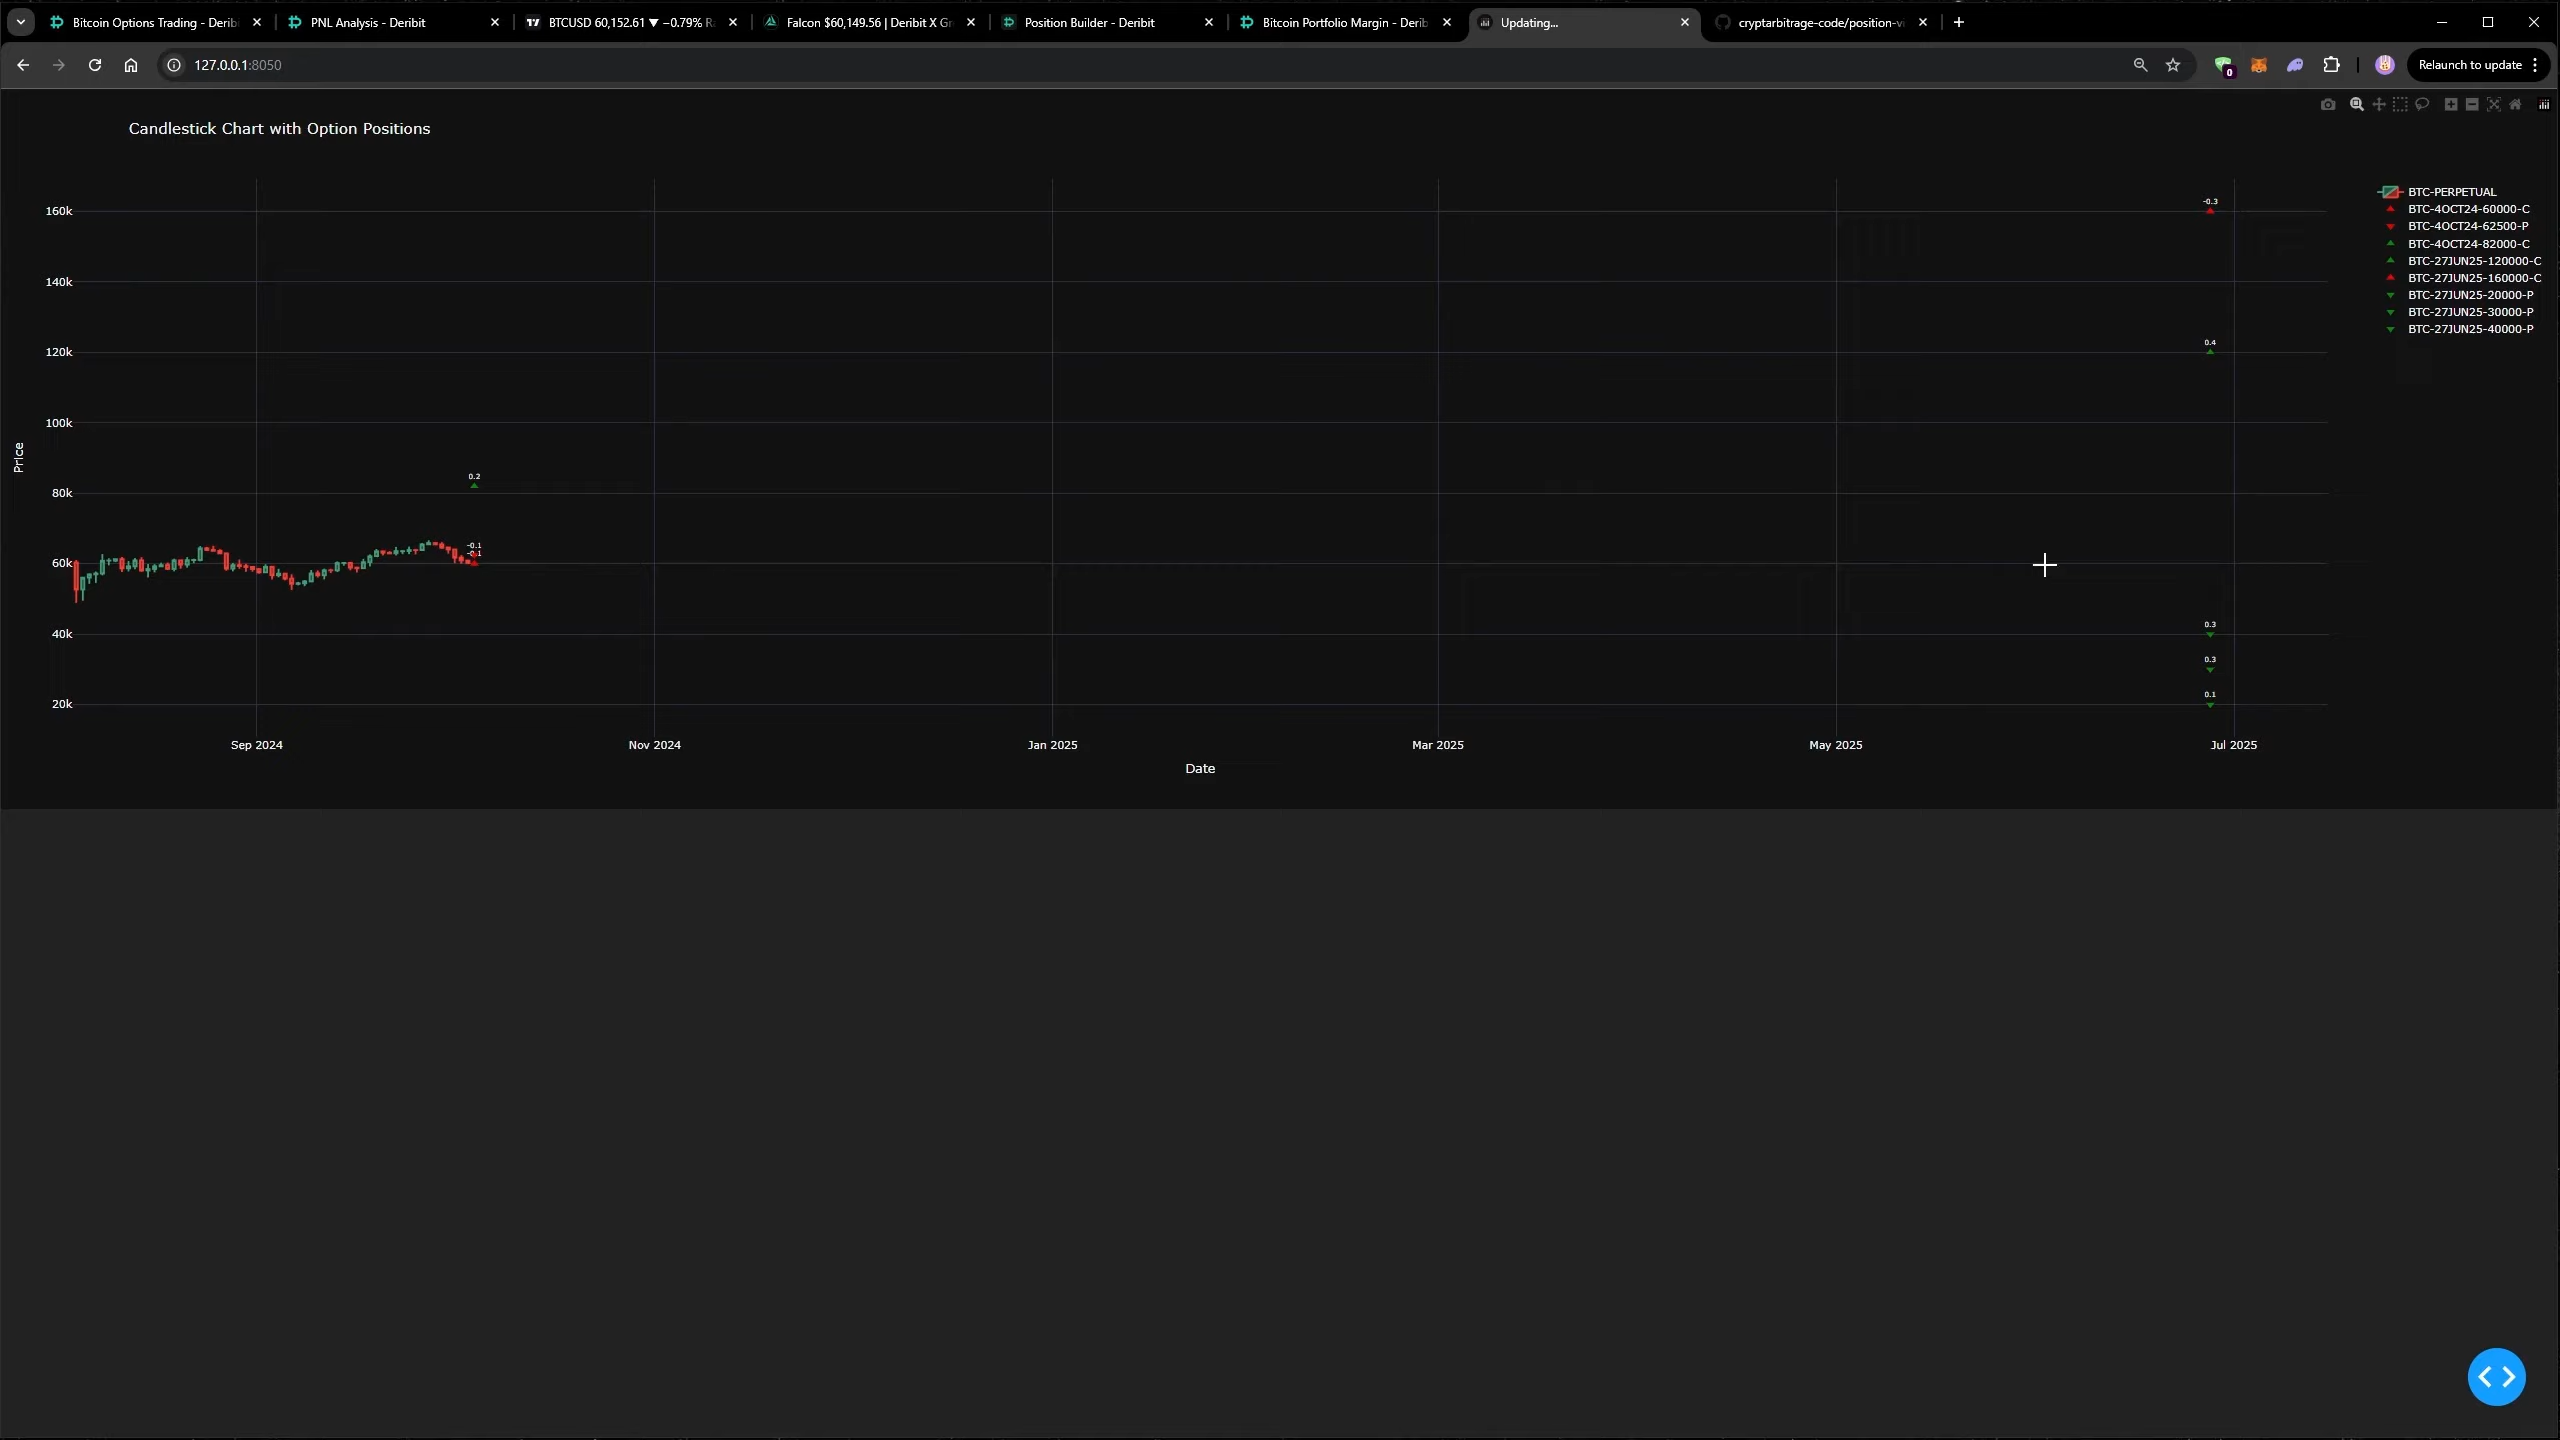 Bitcoin Options Trading - Derib
PNL Analysis - Deribit
BTCUSD 60,152.61 ▼ −0.79%
Falcon $60,149.56 | Deribit X Gr
Position Builder - Deribit
Bitcoin Portfolio Margin - Derib
Updating...
cryptarbitrage-code/position-vi
127.0.0.1:8050
0
Relaunch to update
Candlestick Chart with Option Positions
BTC-PERPETUAL
BTC-4OCT24-60000-C
BTC-4OCT24-62500-P
BTC-4OCT24-82000-C
BTC-27JUN25-120000-C
BTC-27JUN25-160000-C
BTC-27JUN25-20000-P
BTC-27JUN25-30000-P
BTC-27JUN25-40000-P
Price
160k
140k
120k
100k
80k
60k
40k
20k
-0.3
0.4
0.2
-0.1
-0.1
0.3
0.3
0.1
Sep 2024
Nov 2024
Jan 2025
Mar 2025
May 2025
Jul 2025
Date